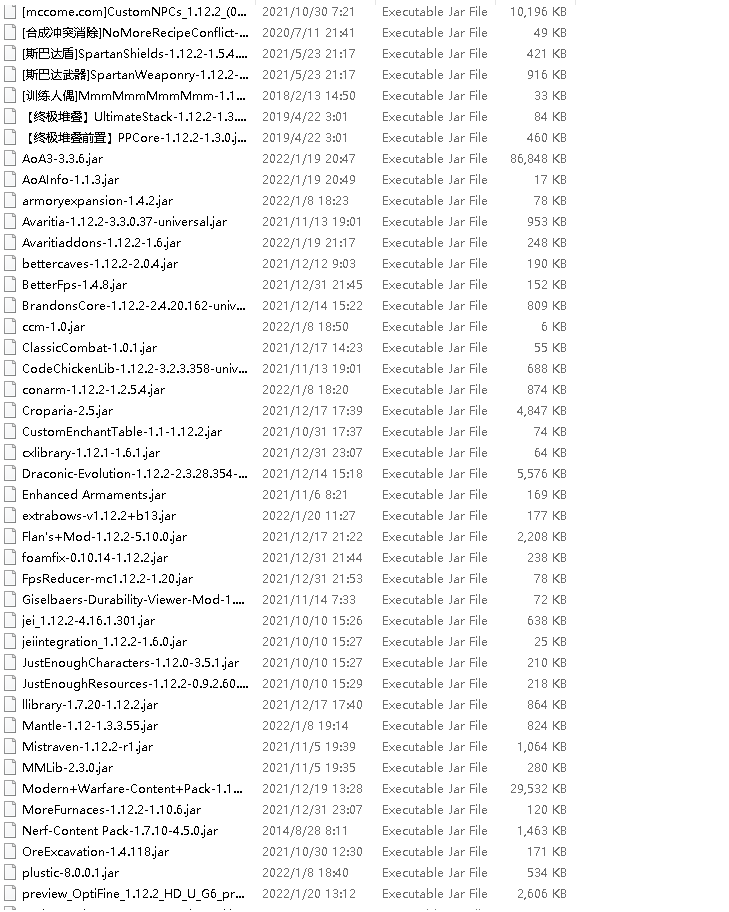 [mccome.com]CustomNPCs_1.12.2_(0... 2021/10/30 7:21 Executable Jar File 10,196 KB
[合成冲突消除]NoMoreRecipeConflict-... 2020/7/11 21:41 Executable Jar File 49 KB
[斯巴达盾]SpartanShields-1.12.2-1.5.4.... 2021/5/23 21:17 Executable Jar File 421 KB
[斯巴达武器]SpartanWeaponry-1.12.2-... 2021/5/23 21:17 Executable Jar File 916 KB
[训练人偶]MmmMmmMmmMmm-1.1... 2018/2/13 14:50 Executable Jar File 33 KB
【终极堆叠】UltimateStack-1.12.2-1.3.... 2019/4/22 3:01 Executable Jar File 84 KB
【终极堆叠前置】PPCore-1.12.2-1.3.0.j... 2019/4/22 3:01 Executable Jar File 460 KB
AoA3-3.3.6.jar 2022/1/19 20:47 Executable Jar File 86,848 KB
AoAInfo-1.1.3.jar 2022/1/19 20:49 Executable Jar File 17 KB
armoryexpansion-1.4.2.jar 2022/1/8 18:23 Executable Jar File 78 KB
Avaritia-1.12.2-3.3.0.37-universal.jar 2021/11/13 19:01 Executable Jar File 953 KB
Avaritiaddons-1.12.2-1.6.jar 2022/1/19 21:17 Executable Jar File 248 KB
bettercaves-1.12.2-2.0.4.jar 2021/12/12 9:03 Executable Jar File 190 KB
BetterFps-1.4.8.jar 2021/12/31 21:45 Executable Jar File 152 KB
BrandonsCore-1.12.2-2.4.20.162-univ... 2021/12/14 15:22 Executable Jar File 809 KB
ccm-1.0.jar 2022/1/8 18:50 Executable Jar File 6 KB
ClassicCombat-1.0.1.jar 2021/12/17 14:23 Executable Jar File 55 KB
CodeChickenLib-1.12.2-3.2.3.358-univ... 2021/11/13 19:01 Executable Jar File 688 KB
conarm-1.12.2-1.2.5.4.jar 2022/1/8 18:20 Executable Jar File 874 KB
Croparia-2.5.jar 2021/12/17 17:39 Executable Jar File 4,847 KB
CustomEnchantTable-1.1-1.12.2.jar 2021/10/31 17:37 Executable Jar File 74 KB
cxlibrary-1.12.1-1.6.1.jar 2021/12/31 23:07 Executable Jar File 64 KB
Draconic-Evolution-1.12.2-2.3.28.354-... 2021/12/14 15:18 Executable Jar File 5,576 KB
Enhanced Armaments.jar 2021/11/6 8:21 Executable Jar File 169 KB
extrabows-v1.12.2+b13.jar 2022/1/20 11:27 Executable Jar File 177 KB
Flan's+Mod-1.12.2-5.10.0.jar 2021/12/17 21:22 Executable Jar File 2,208 KB
foamfix-0.10.14-1.12.2.jar 2021/12/31 21:44 Executable Jar File 238 KB
FpsReducer-mc1.12.2-1.20.jar 2021/12/31 21:53 Executable Jar File 78 KB
Giselbaers-Durability-Viewer-Mod-1.... 2021/11/14 7:33 Executable Jar File 72 KB
jei_1.12.2-4.16.1.301.jar 2021/10/10 15:26 Executable Jar File 638 KB
jeiintegration_1.12.2-1.6.0.jar 2021/10/10 15:27 Executable Jar File 25 KB
JustEnoughCharacters-1.12.0-3.5.1.jar 2021/10/10 15:27 Executable Jar File 210 KB
JustEnoughResources-1.12.2-0.9.2.60.... 2021/10/10 15:29 Executable Jar File 218 KB
llibrary-1.7.20-1.12.2.jar 2021/12/17 17:40 Executable Jar File 864 KB
Mantle-1.12-1.3.3.55.jar 2022/1/8 19:14 Executable Jar File 824 KB
Mistraven-1.12.2-r1.jar 2021/11/5 19:39 Executable Jar File 1,064 KB
MMLib-2.3.0.jar 2021/11/5 19:35 Executable Jar File 280 KB
Modern+Warfare-Content+Pack-1.1... 2021/12/19 13:28 Executable Jar File 29,532 KB
MoreFurnaces-1.12.2-1.10.6.jar 2021/12/31 23:07 Executable Jar File 120 KB
Nerf-Content Pack-1.7.10-4.5.0.jar 2014/8/28 8:11 Executable Jar File 1,463 KB
OreExcavation-1.4.118.jar 2021/10/30 12:30 Executable Jar File 171 KB
plustic-8.0.0.1.jar 2022/1/8 18:40 Executable Jar File 534 KB
preview_OptiFine_1.12.2_HD_U_G6_pr... 2022/1/20 13:12 Executable Jar File 2,606 KB